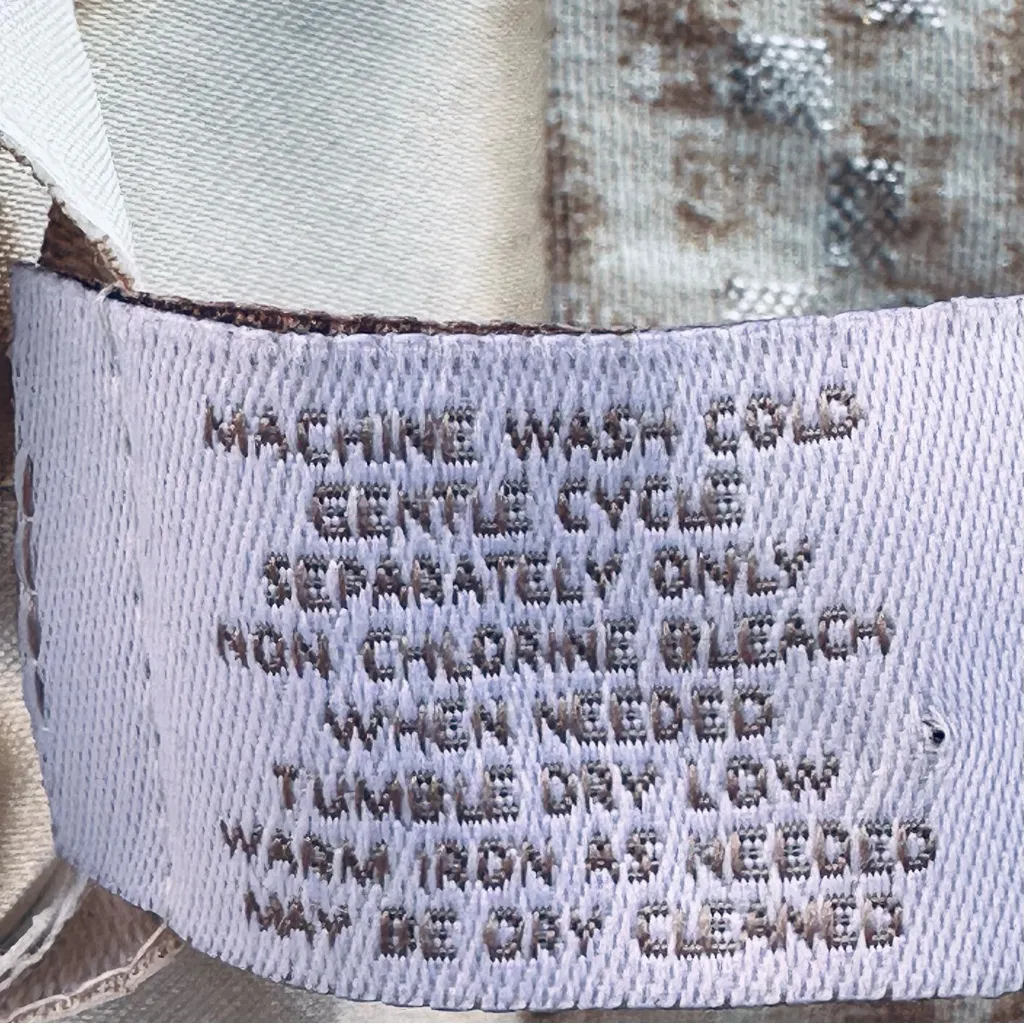 MACHINE WASH COLD
GENTLE CYCLE
SEPARATELY ONLY
NON CHLORINE BLEACH
WHEN NEEDED
TUMBLE DRY LOW
WARM IRON AS NEEDED
MAY BE DRY CLEANED